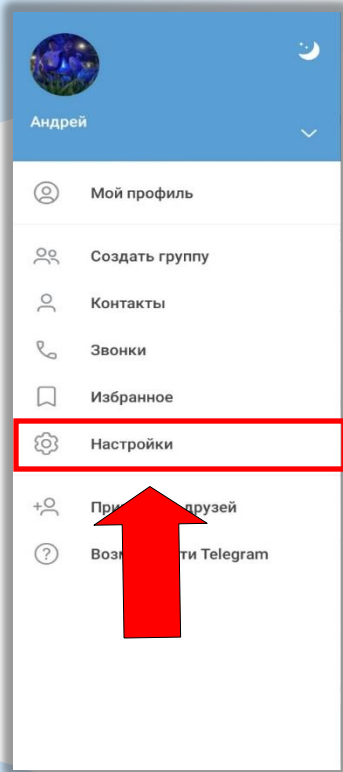 Андрей
Мой профиль
Создать группу
Контакты
Звонки
Избранное
Настройки
друзей
Telegram